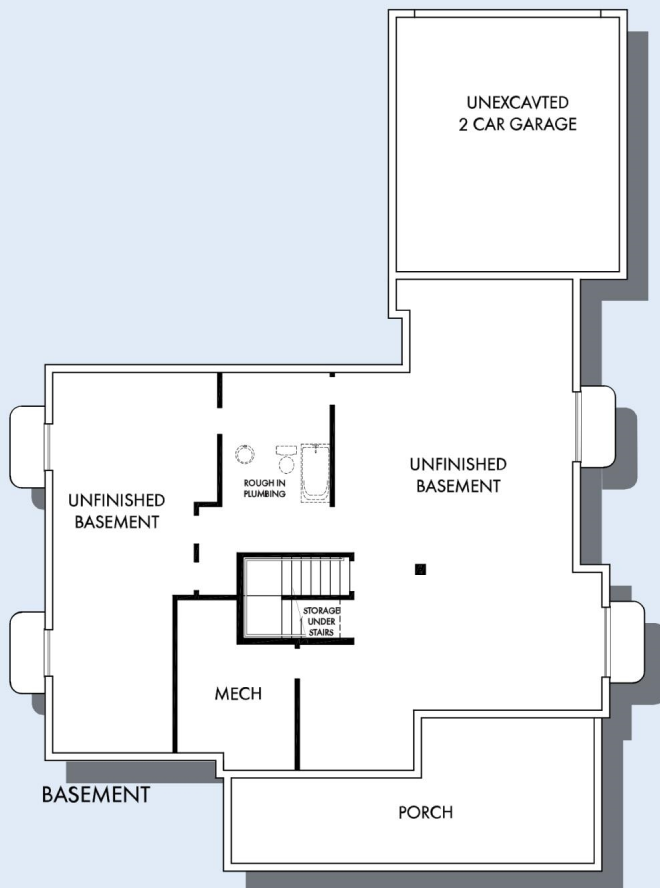 UNEXCAVTED
2 CAR GARAGE
UNFINISHED
BASEMENT
ROUGH IN
PLUMBING
UNFINISHED
BASEMENT
STORAGE
UNDER
STAIRS
MECH
BASEMENT
PORCH